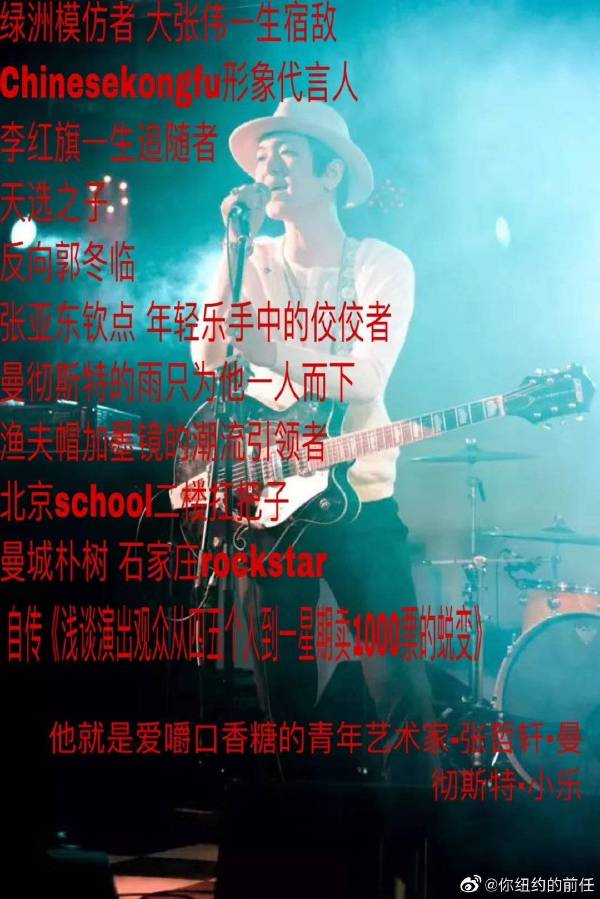 绿洲模仿者 大张伟一生宿敌
Chinesekongfu形象代言人
李红旗一生追随者
天选之子
反向郭冬临
张亚东钦点 年轻乐手中的佼佼者
曼彻斯特的雨只为他一人而下
渔夫帽加墨镜的潮流引领者
北京school二楼扛把子
曼城朴树 石家庄rockstar
自传《浅谈演出观众从四五个人到一星期卖1000票的蜕变》
他就是爱嚼口香糖的青年艺术家-张哲轩·曼
彻斯特·小乐
@你纽约的前任